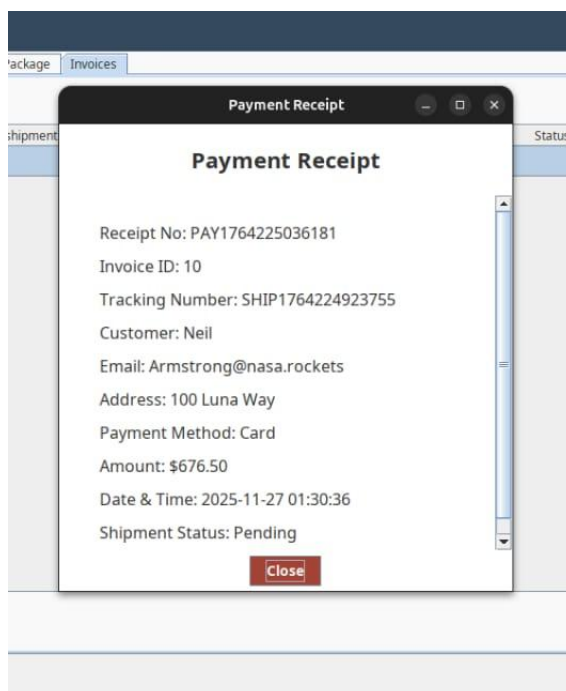 Package Invoices
Payment Receipt
shipment
Status
Payment Receipt
Receipt No: PAY1764225036181
Invoice ID: 10
Tracking Number: SHIP1764224923755
Customer: Neil
Email: Armstrong@nasa.rockets
Address: 100 Luna Way
Payment Method: Card
Amount: $676.50
Date & Time: 2025-11-27 01:30:36
Shipment Status: Pending
Close